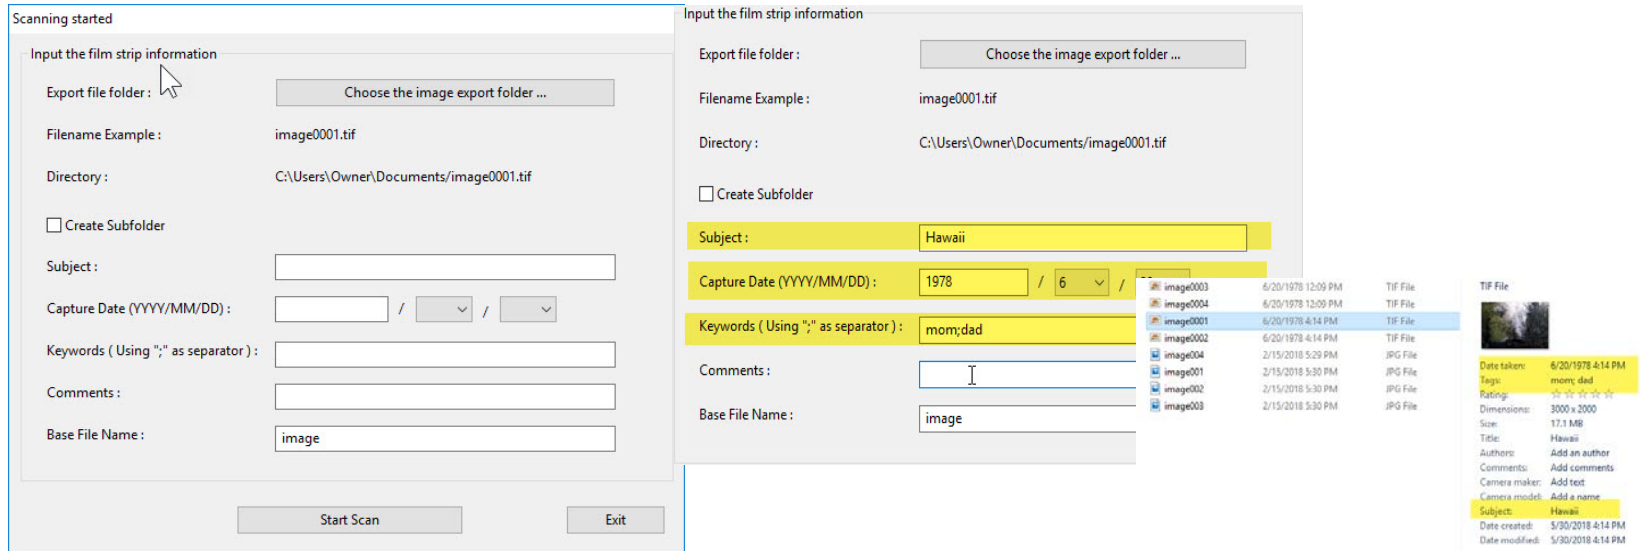 Scanning started
Input the film strip information
Export file folder :
Choose the image export folder ...
Filename Example :
image0001.tif
Directory :
C:\Users\Owner\Documents/image0001.tif
Create Subfolder
Subject :
Capture Date (YYYY/MM/DD) :
/
/
Keywords ( Using ";" as separator ) :
Comments :
Base File Name :
image
Start Scan
Exit
Input the film strip information
Export file folder :
Choose the image export folder ...
Filename Example :
image0001.tif
Directory :
C:\Users\Owner\Documents/image0001.tif
Create Subfolder
Subject :
Hawaii
Capture Date (YYYY/MM/DD) :
1978 / 6 /
Keywords ( Using ";" as separator ) :
mom;dad
Comments :
Base File Name :
image
image0003 6/20/1978 12:09 PM TIF File
image0004 6/20/1978 12:09 PM TIF File
image0001 6/20/1978 4:14 PM TIF File
image0002 6/20/1978 4:14 PM TIF File
image004 2/15/2018 5:29 PM JPG File
image001 2/15/2018 5:30 PM JPG File
image002 2/15/2018 5:30 PM JPG File
image003 2/15/2018 5:30 PM JPG File
TIF File
Date taken: 6/20/1978 4:14 PM
Tags: mom; dad
Rating: ☆ ☆ ☆ ☆ ☆
Dimensions: 3000 x 2000
Size: 17.1 MB
Title: Hawaii
Authors: Add an author
Comments: Add comments
Camera maker: Add text
Camera model: Add a name
Subject: Hawaii
Date created: 5/30/2018 4:14 PM
Date modified: 5/30/2018 4:14 PM